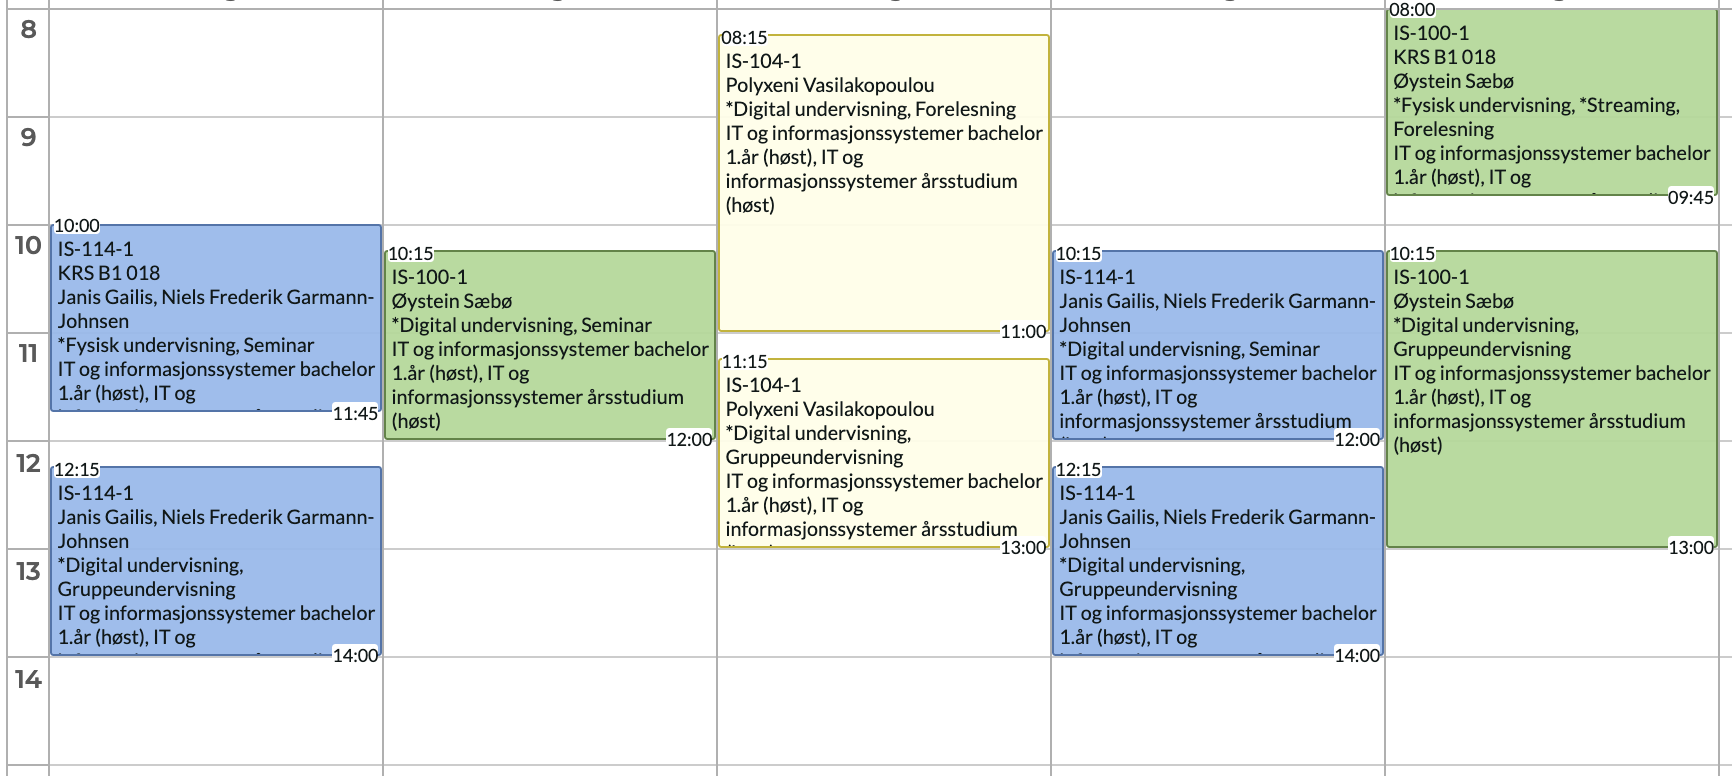 8
9
10
11
12
13
14
10:00
IS-114-1
KRS B1 018
Janis Gailis, Niels Frederik Garmann-
Johnsen
*Fysisk undervisning, Seminar
IT og informasjonssystemer bachelor
1.år (høst), IT og
11:45
12:15
IS-114-1
Janis Gailis, Niels Frederik Garmann-
Johnsen
*Digital undervisning,
Gruppeundervisning
IT og informasjonssystemer bachelor
1.år (høst), IT og
14:00
10:15
IS-100-1
Øystein Sæbø
*Digital undervisning, Seminar
IT og informasjonssystemer bachelor
1.år (høst), IT og
informasjonssystemer årsstudium
(høst)
12:00
08:15
IS-104-1
Polyxeni Vasilakopoulou
*Digital undervisning, Forelesning
IT og informasjonssystemer bachelor
1.år (høst), IT og
informasjonssystemer årsstudium
(høst)
11:00
11:15
IS-104-1
Polyxeni Vasilakopoulou
*Digital undervisning,
Gruppeundervisning
IT og informasjonssystemer bachelor
1.år (høst), IT og
informasjonssystemer årsstudium
13:00
10:15
IS-114-1
Janis Gailis, Niels Frederik Garmann-
Johnsen
*Digital undervisning, Seminar
IT og informasjonssystemer bachelor
1.år (høst), IT og
informasjonssystemer årsstudium
12:00
12:15
IS-114-1
Janis Gailis, Niels Frederik Garmann-
Johnsen
*Digital undervisning,
Gruppeundervisning
IT og informasjonssystemer bachelor
1.år (høst), IT og
14:00
08:00
IS-100-1
KRS B1 018
Øystein Sæbø
*Fysisk undervisning, *Streaming,
Forelesning
IT og informasjonssystemer bachelor
1.år (høst), IT og
09:45
10:15
IS-100-1
Øystein Sæbø
*Digital undervisning,
Gruppeundervisning
IT og informasjonssystemer bachelor
1.år (høst), IT og
informasjonssystemer årsstudium
(høst)
13:00